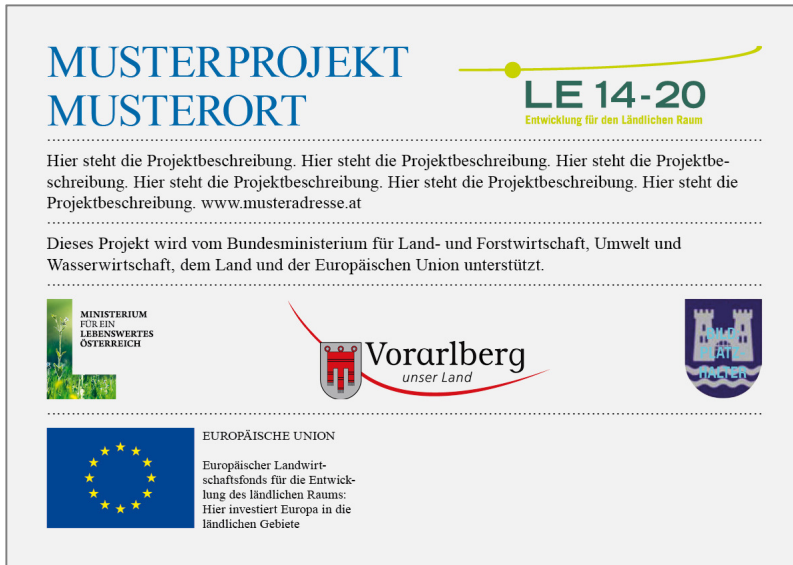 MUSTERPROJEKT
MUSTERORT
LE 14-20
Entwicklung für den Ländlichen Raum
Hier steht die Projektbeschreibung. Hier steht die Projektbeschreibung. Hier steht die Projektbe-
schreibung. Hier steht die Projektbeschreibung. Hier steht die Projektbeschreibung. Hier steht die
Projektbeschreibung. www.musteradresse.at
Dieses Projekt wird vom Bundesministerium für Land- und Forstwirtschaft, Umwelt und
Wasserwirtschaft, dem Land und der Europäischen Union unterstützt.
MINISTERIUM
FÜR EIN
LEBENSWERTES
ÖSTERREICH
Vorarlberg
unser Land
BILD
PLATZ-
HALTER
EUROPÄISCHE UNION
Europäischer Landwirt-
schaftsfonds für die Entwick-
lung des ländlichen Raums:
Hier investiert Europa in die
ländlichen Gebiete